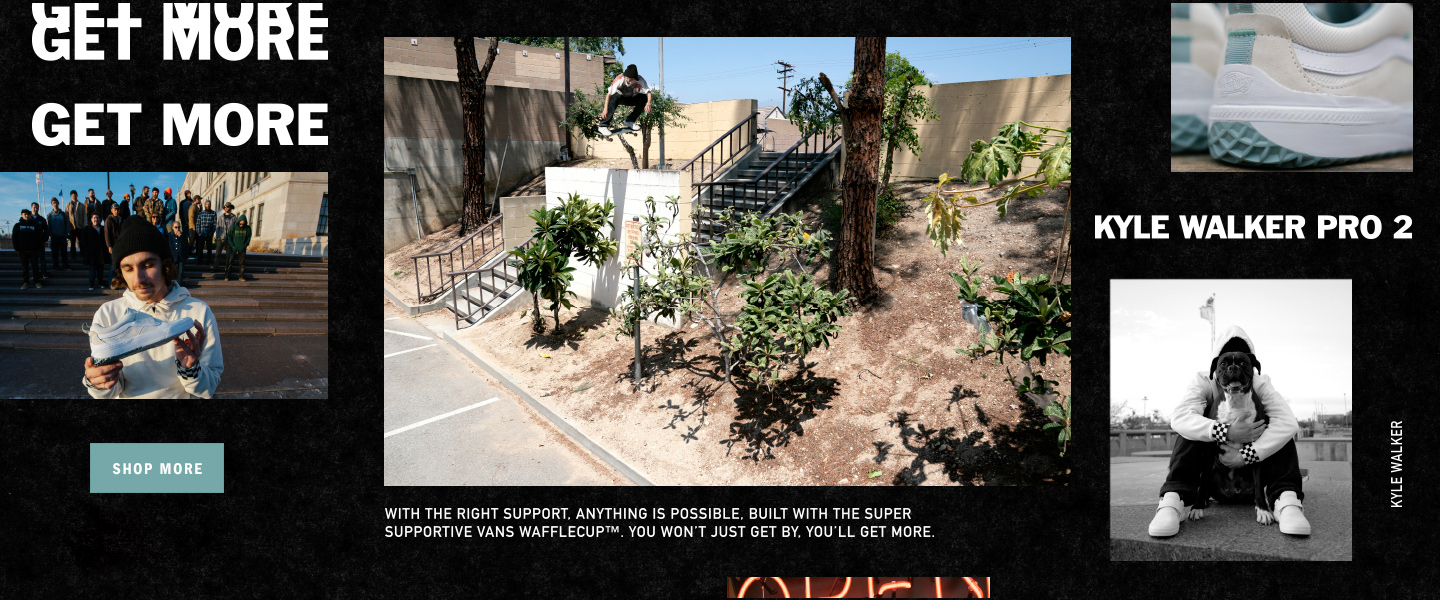 GET MORE
GET MORE
GET MORE
SHOP MORE
WITH THE RIGHT SUPPORT, ANYTHING IS POSSIBLE, BUILT WITH THE SUPER
SUPPORTIVE VANS WAFFLECUP™. YOU WON'T JUST GET BY, YOU'LL GET MORE.
KYLE WALKER PRO 2
KYLE WALKER